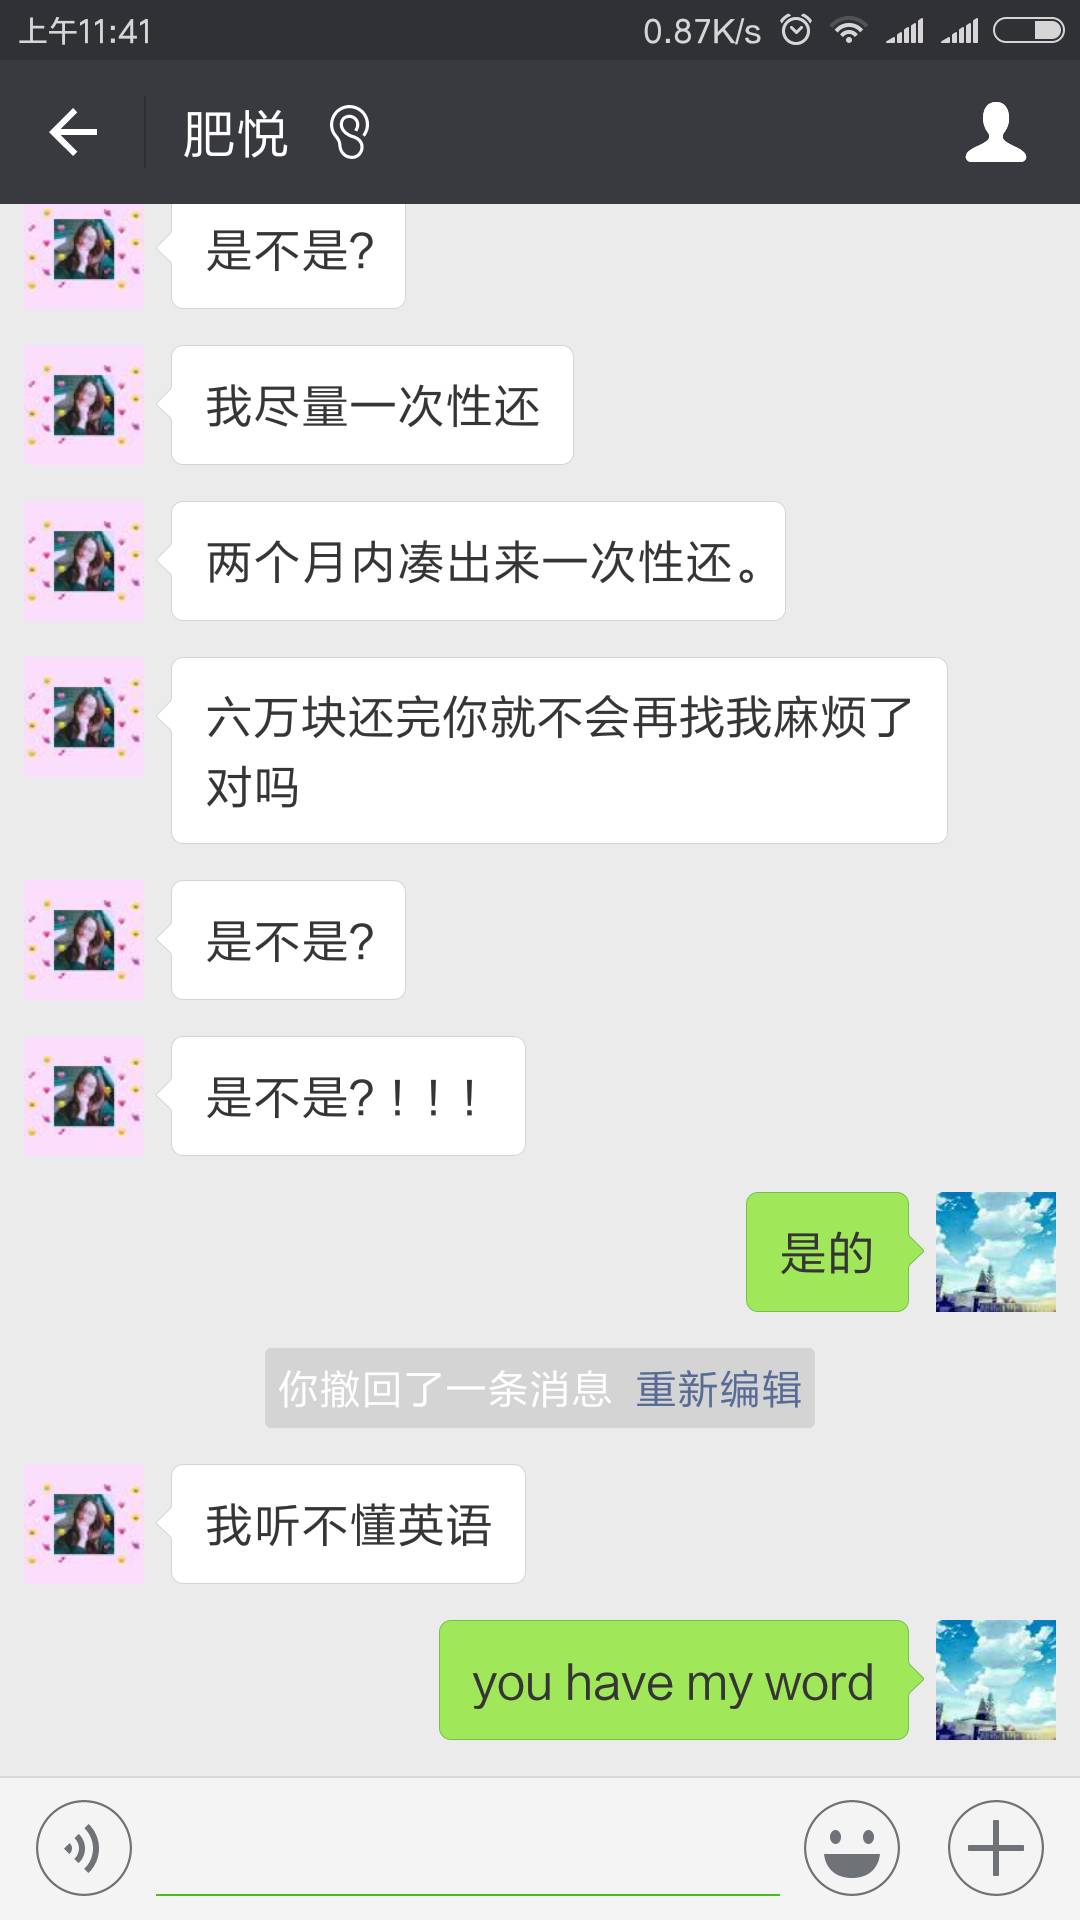 上午11:41
0.87K/s
肥悦
是不是?
我尽量一次性还
两个月内凑出来一次性还。
六万块还完你就不会再找我麻烦了
对吗
是不是?
是不是?！！！
是的
你撤回了一条消息 重新编辑
我听不懂英语
you have my word